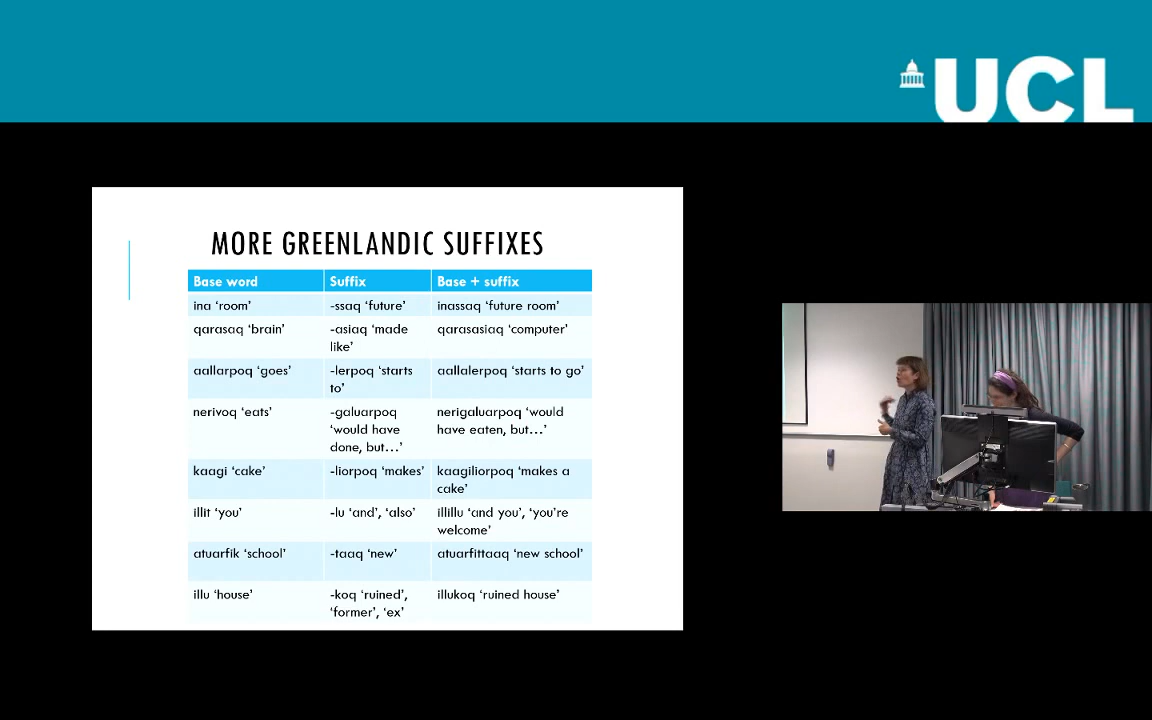 UCL
MORE GREENLANDIC SUFFIXES
Base word Suffix Base + suffix
ina ‘room’ -ssaq ‘future’ inassaq ‘future room’
qarasaq ‘brain’ -asiaq ‘made qarasasiaq ‘computer’
like’
aallarpoq ‘goes’ -lerpoq ‘starts aallalerpoq ‘starts to go’
to’
nerivoq ‘eats’ -galuarpoq nerigaluarpoq ‘would
‘would have have eaten, but…’
done, but…’
kaagi ‘cake’ -liorpoq ‘makes’ kaagiliorpoq ‘makes a
cake’
illit ‘you’ -lu ‘and’, ‘also’ illillu ‘and you’, ‘you’re
welcome’
atuarfik ‘school’ -taaq ‘new’ atuarfittaaq ‘new school’
illu ‘house’ -koq ‘ruined’, illukoq ‘ruined house’
‘former’, ‘ex’